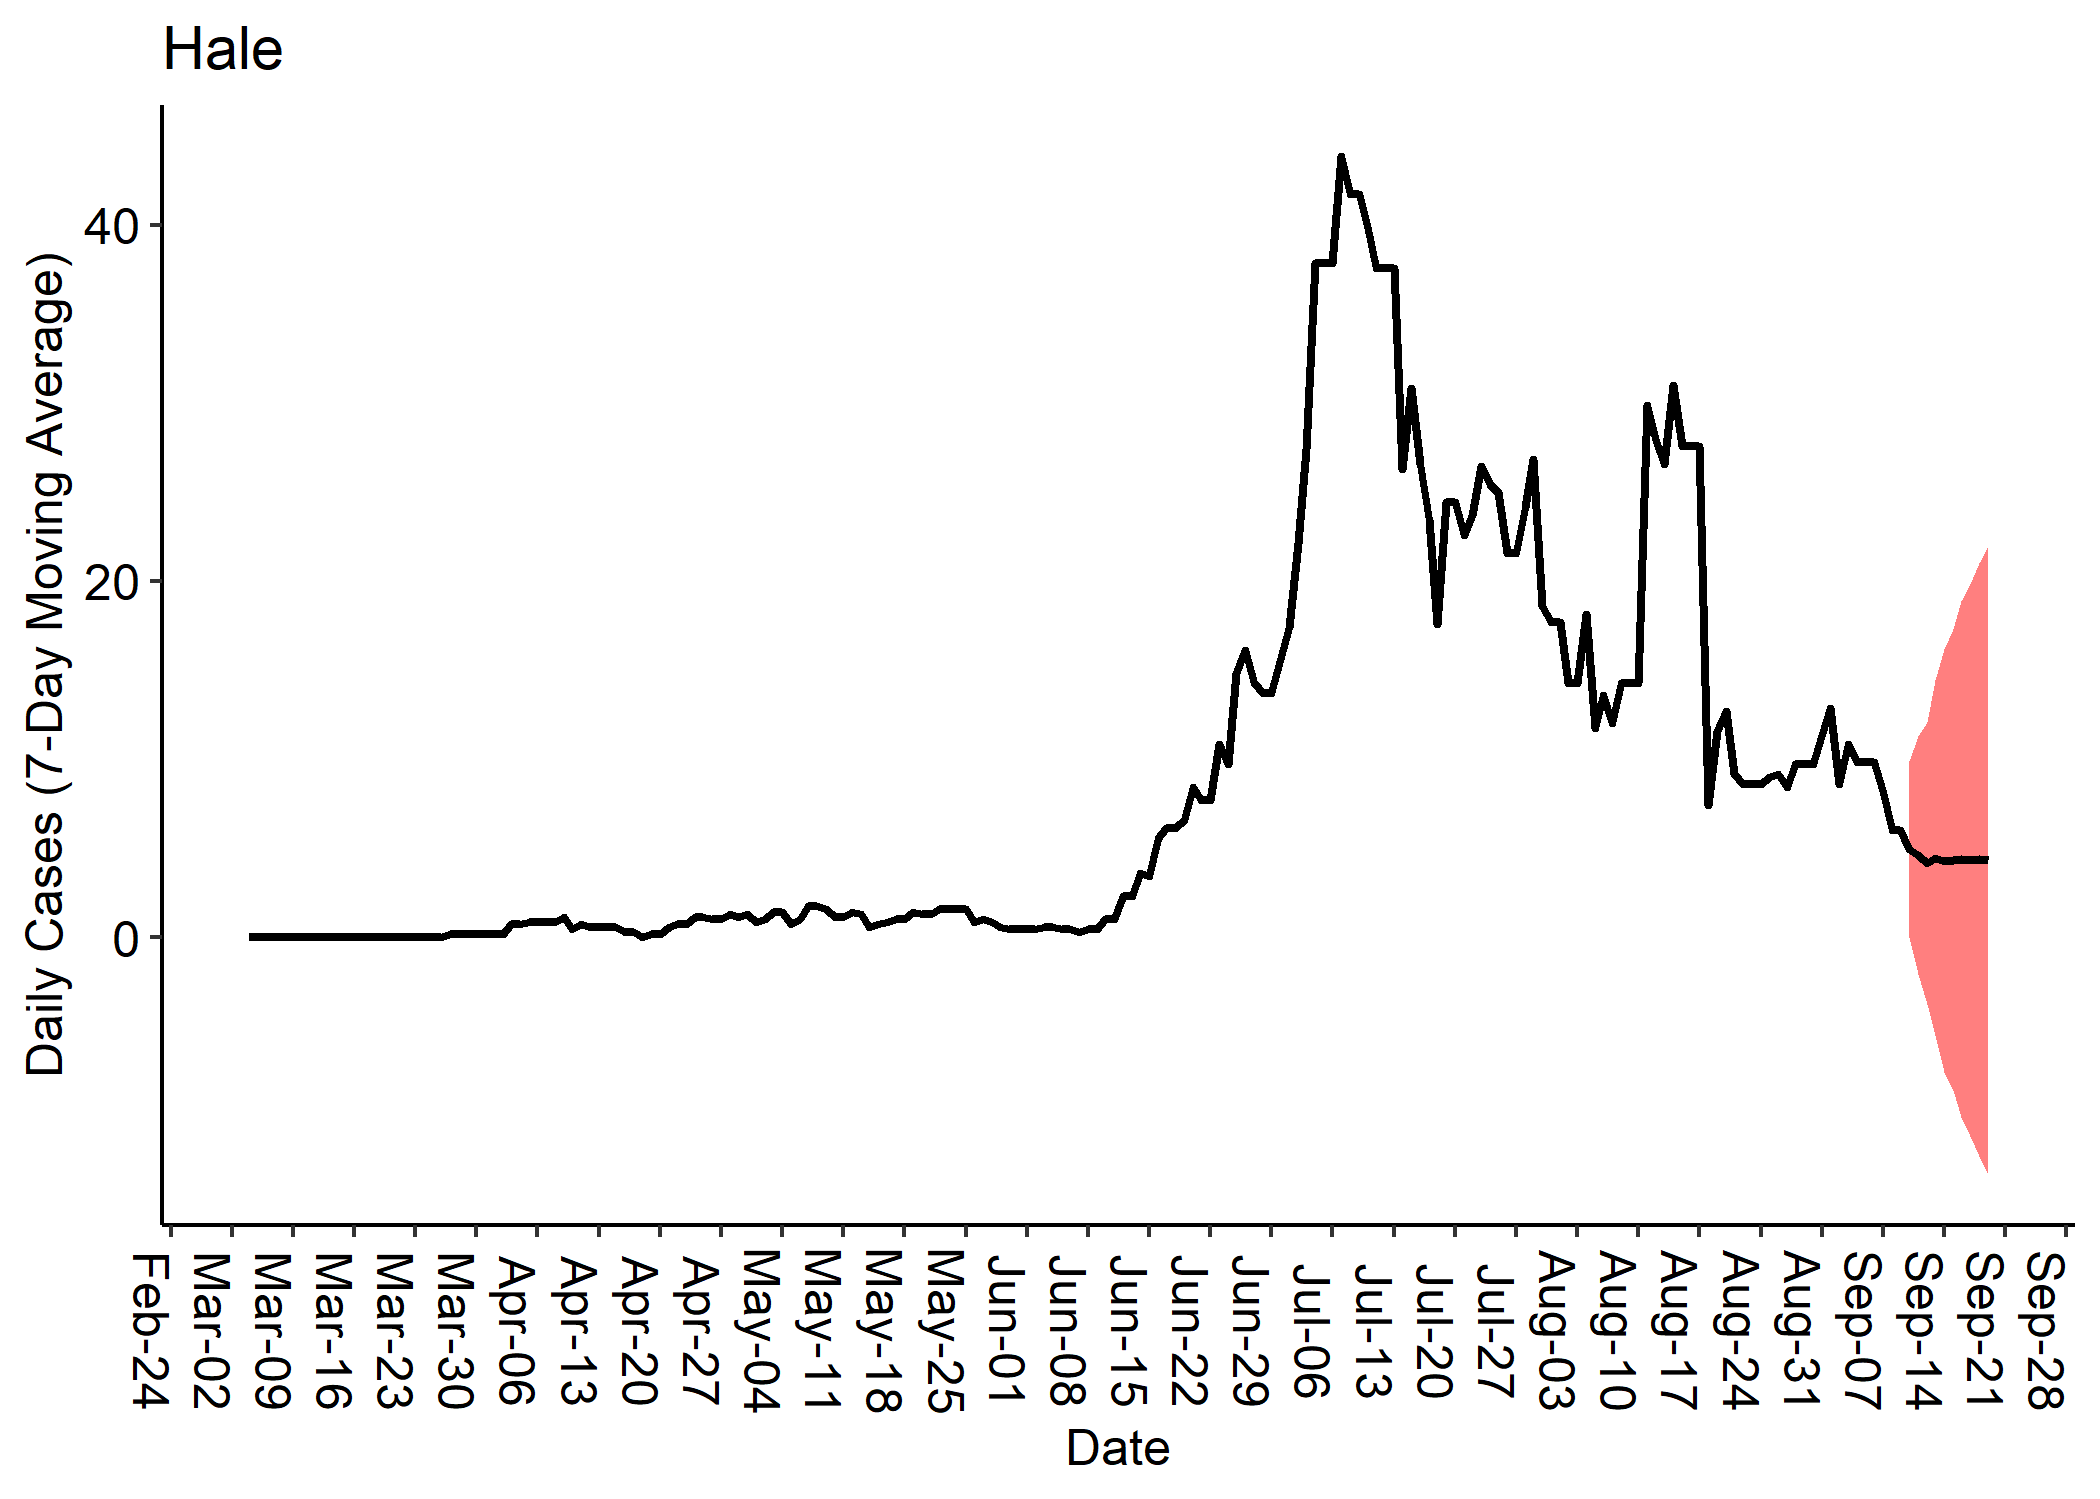 Hale
Daily Cases (7-Day Moving Average)
40
20
0
Feb-24
Mar-02
Mar-09
Mar-16
Mar-23
Mar-30
Apr-06
Apr-13
Apr-20
Apr-27
May-04
May-11
May-18
May-25
Jun-01
Jun-08
Jun-15
Jun-22
Jun-29
Jul-06
Jul-13
Jul-20
Jul-27
Aug-03
Aug-10
Aug-17
Aug-24
Aug-31
Sep-07
Sep-14
Sep-21
Sep-28
Date